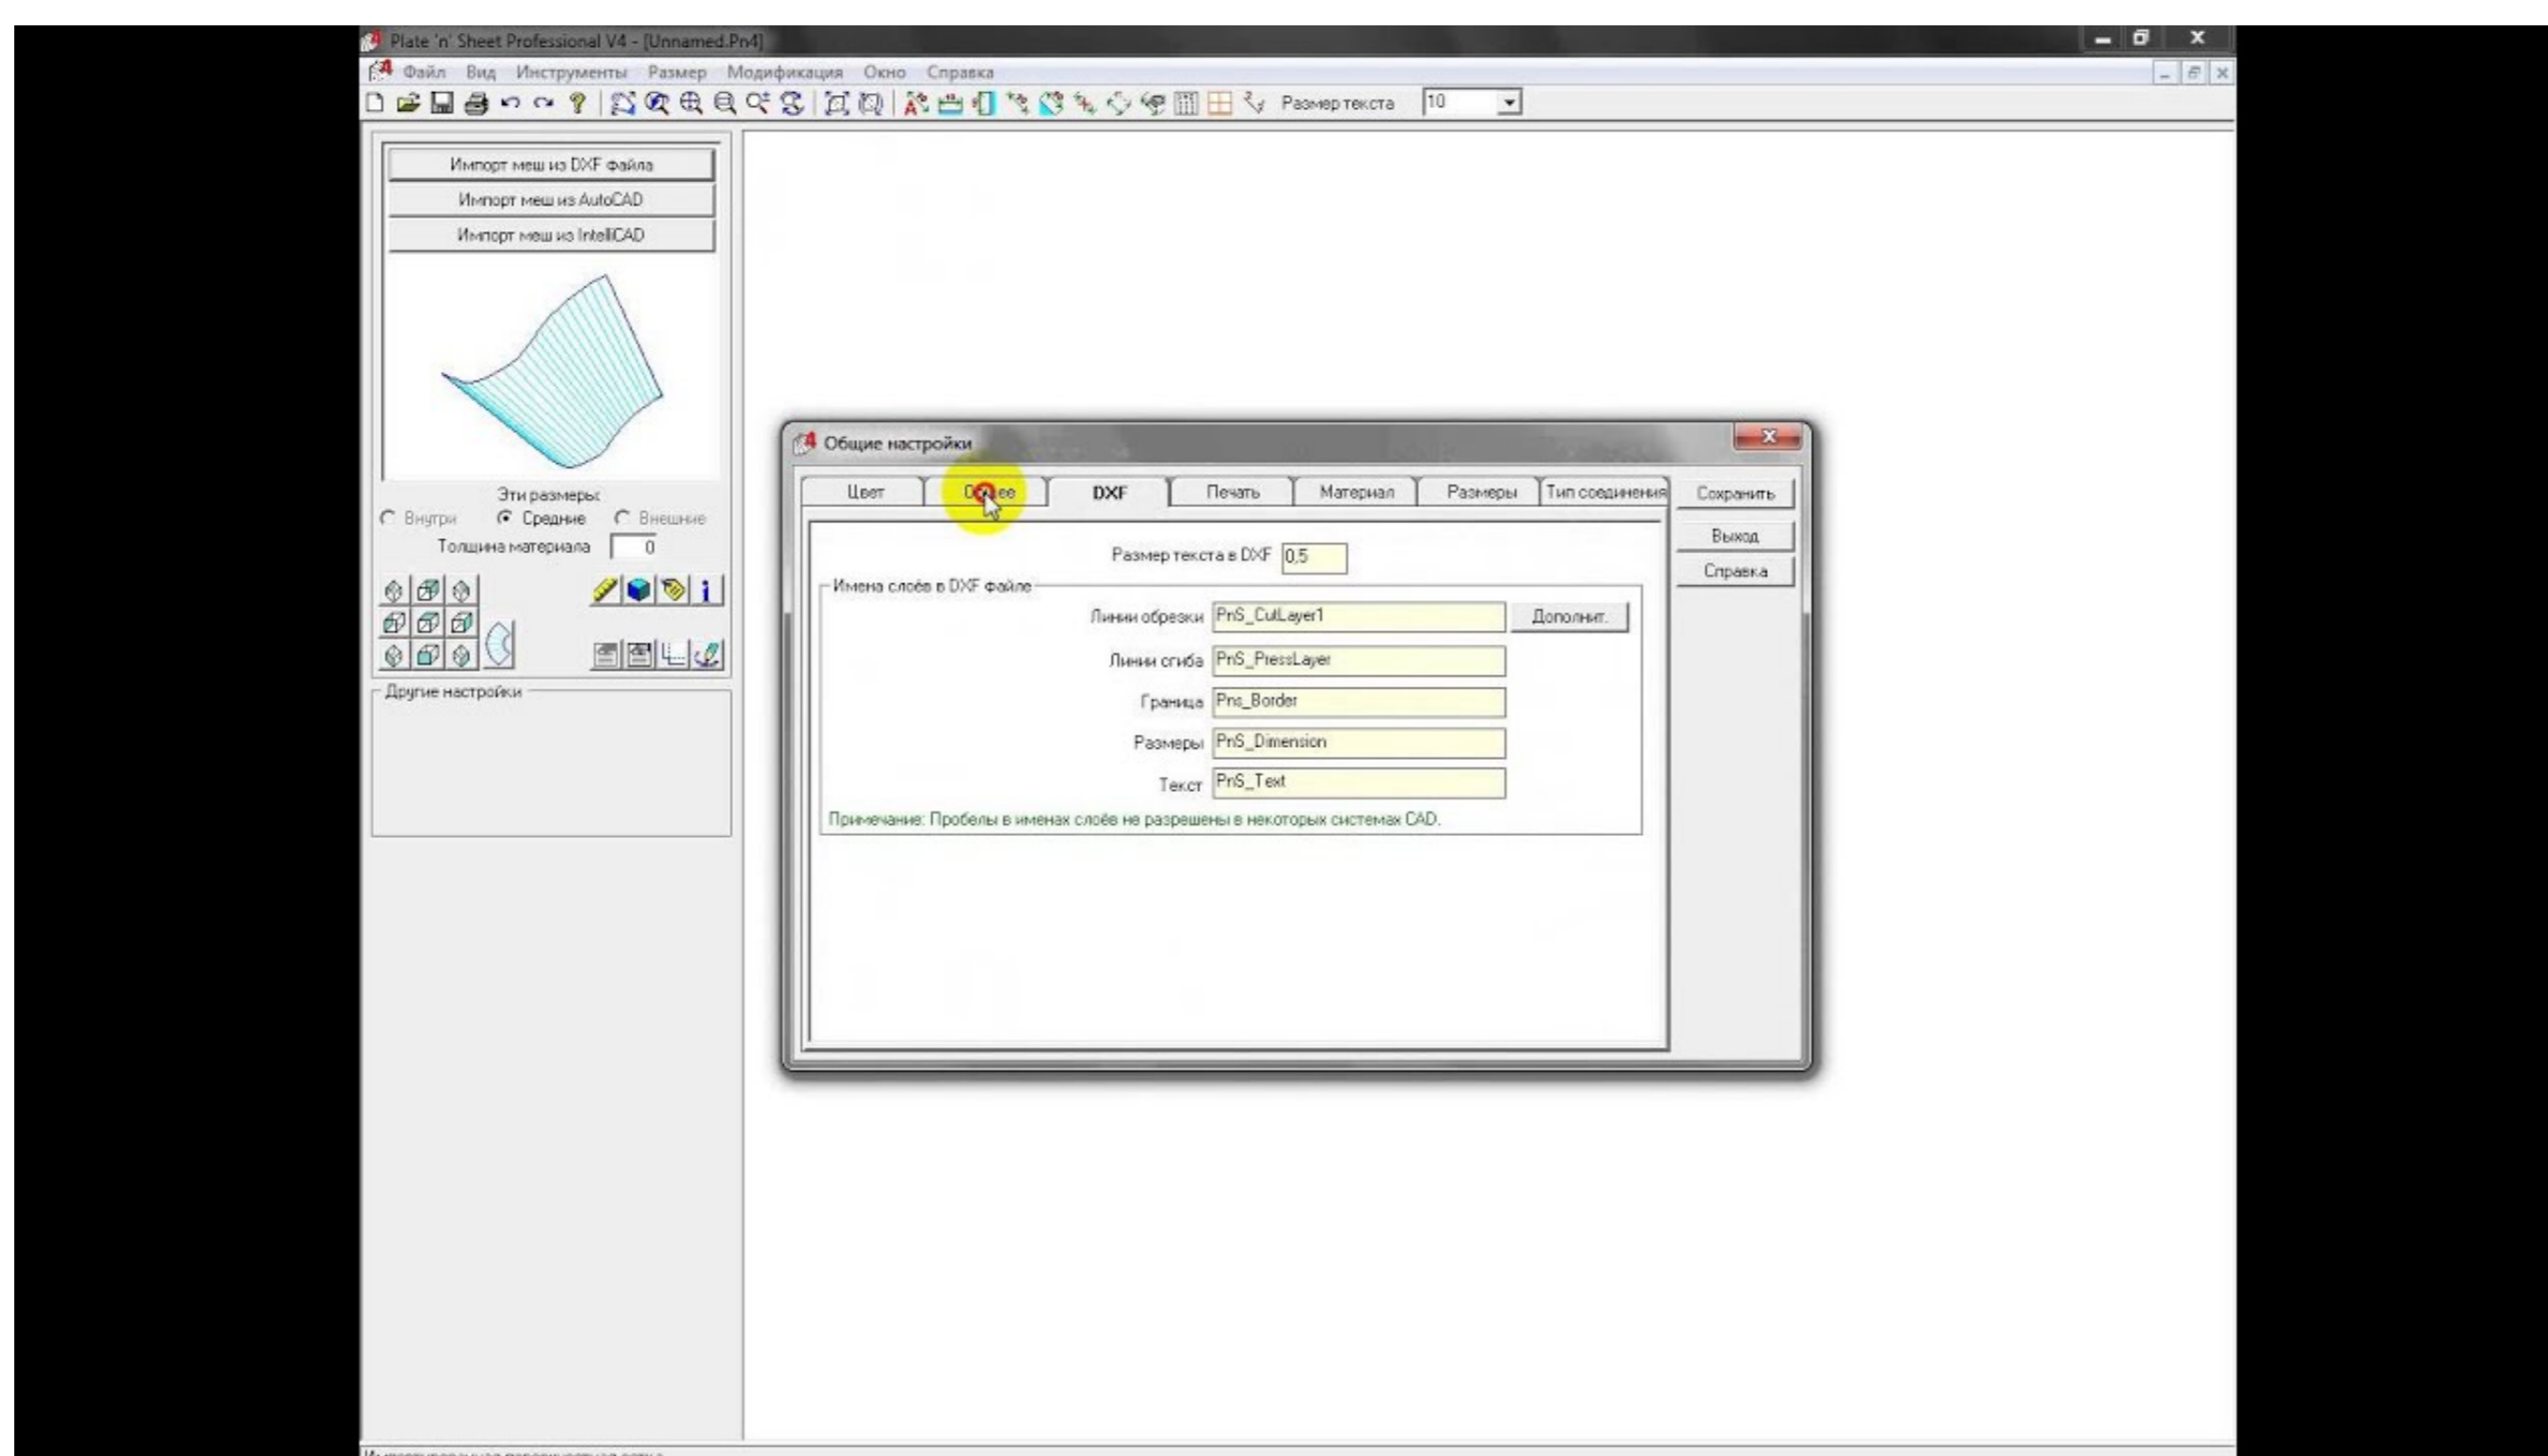 Plate 'n' Sheet Professional V4 - [Unnamed.Pn4]
Файл Вид Инструменты Размер Модификация Окно Справка
Размер текста 10
Импорт меш из DXF файла
Импорт меш из AutoCAD
Импорт меш из IntelliCAD
Эти размеры:
Внутри Средние Внешние
Толщина материала 0
Другие настройки
Общие настройки
Цвет DXF Печать Материал Размеры Тип соединения
Сохранить
Выход
Справка
Размер текста в DXF 0,5
Имена слоёв в DXF файле
Линии обрезки PnS_CutLayer1 Дополнит.
Линии сгиба PnS_PressLayer
Граница Pns_Border
Размеры PnS_Dimension
Текст PnS_Text
Примечание: Пробелы в именах слоёв не разрешены в некоторых системах CAD.